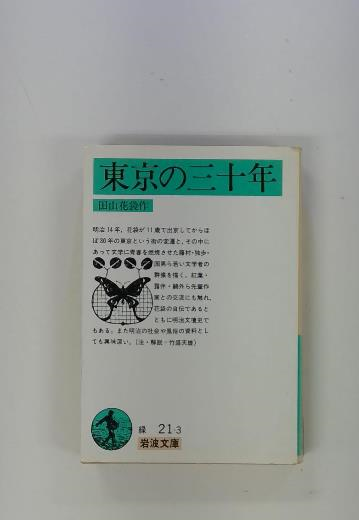 東京の三十年
田山花袋作
明治14年，花袋が11歳で出京してからほ
ぼ30年の東京という街の変遷と，その中に
あって文学に青春を燃焼させた藤村・独歩・
国男ら若い文学者の
群像を描く．紅葉・
露伴・鷗外ら先輩作
家との交流にも触れ，
花袋の自伝であると
ともに明治文壇史で
もある．また明治の社会や風俗の資料とし
ても興味深い．(注・解説＝竹盛天雄)
緑 21-3
岩波文庫